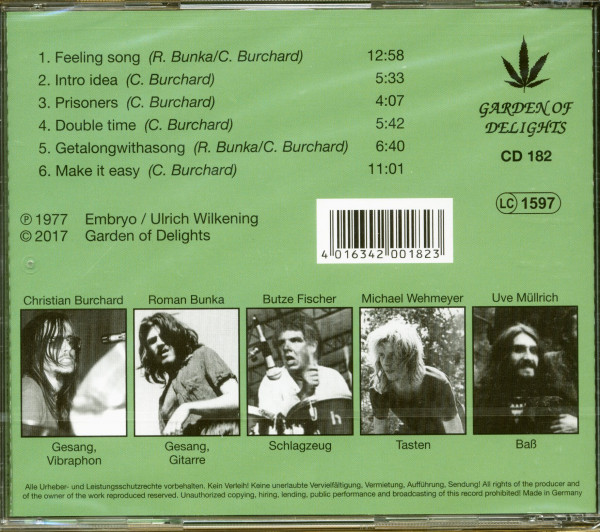 1. Feeling song (R. Bunka/C. Burchard) 12:58
2. Intro idea (C. Burchard) 5:33
3. Prisoners (C. Burchard) 4:07
4. Double time (C. Burchard) 5:42
5. Getalongwithasong (R. Bunka/C. Burchard) 6:40
6. Make it easy (C. Burchard) 11:01
GARDEN OF
DELIGHTS
CD 182
LC 1597
℗ 1977 Embryo / Ulrich Wilkening
© 2017 Garden of Delights
4 016342 001823
Christian Burchard Roman Bunka Butze Fischer Michael Wehmeyer Uve Müllrich
Gesang, Gesang, Schlagzeug Tasten Baß
Vibraphon Gitarre
Alle Urheber- und Leistungsschutzrechte vorbehalten. Kein Verleih! Keine unerlaubte Vervielfältigung, Vermietung, Aufführung, Sendung! All rights of the producer and
of the owner of the work reproduced reserved. Unauthorized copying, hiring, lending, public performance and broadcasting of this record prohibited! Made in Germany